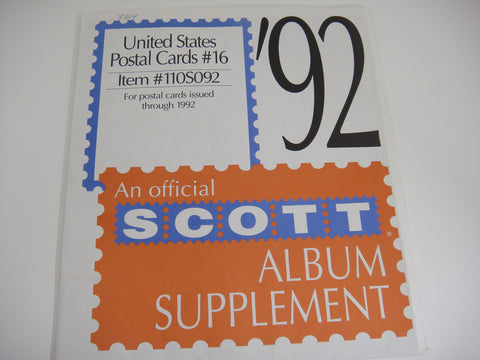 '92
United States
Postal Cards #16
Item #110S092
For postal cards issued
through 1992
An official
SCOTT®
ALBUM
SUPPLEMENT